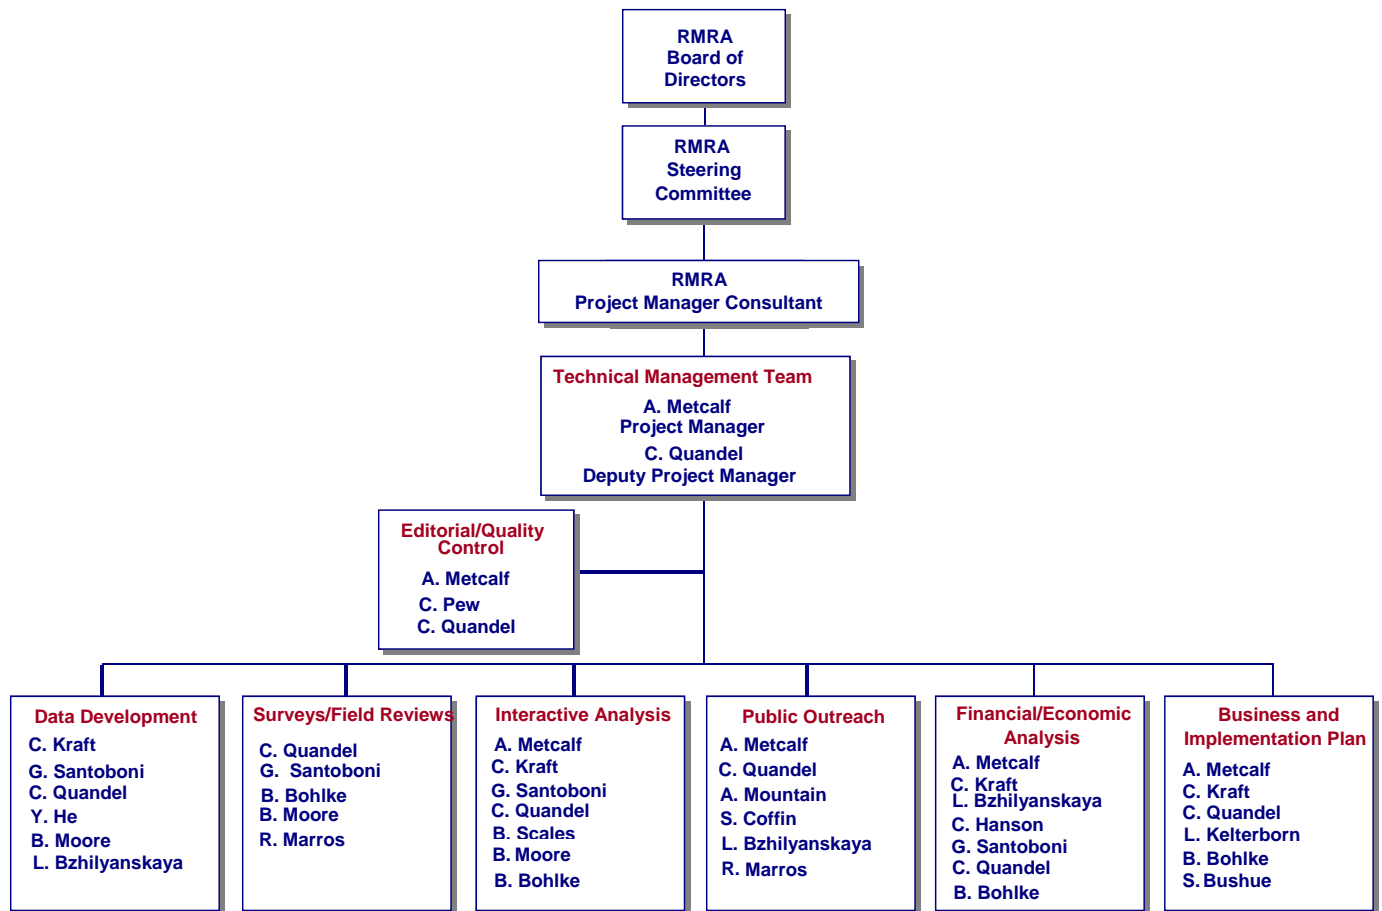 RMRA
Board of
Directors
RMRA
Steering
Committee
RMRA
Project Manager Consultant
Technical Management Team
A. Metcalf
Project Manager
C. Quandel
Deputy Project Manager
Editorial/Quality
Control
A. Metcalf
C. Pew
C. Quandel
Data Development
C. Kraft
G. Santoboni
C. Quandel
Y. He
B. Moore
L. Bzhilyanskaya
Surveys/Field Reviews
C. Quandel
G. Santoboni
B. Bohlke
B. Moore
R. Marros
Interactive Analysis
A. Metcalf
C. Kraft
G. Santoboni
C. Quandel
B. Scales
B. Moore
B. Bohlke
Public Outreach
A. Metcalf
C. Quandel
A. Mountain
S. Coffin
L. Bzhilyanskaya
R. Marros
Financial/Economic
Analysis
A. Metcalf
C. Kraft
L. Bzhilyanskaya
C. Hanson
G. Santoboni
C. Quandel
B. Bohlke
Business and
Implementation Plan
A. Metcalf
C. Kraft
C. Quandel
L. Kelterborn
B. Bohlke
S. Bushue